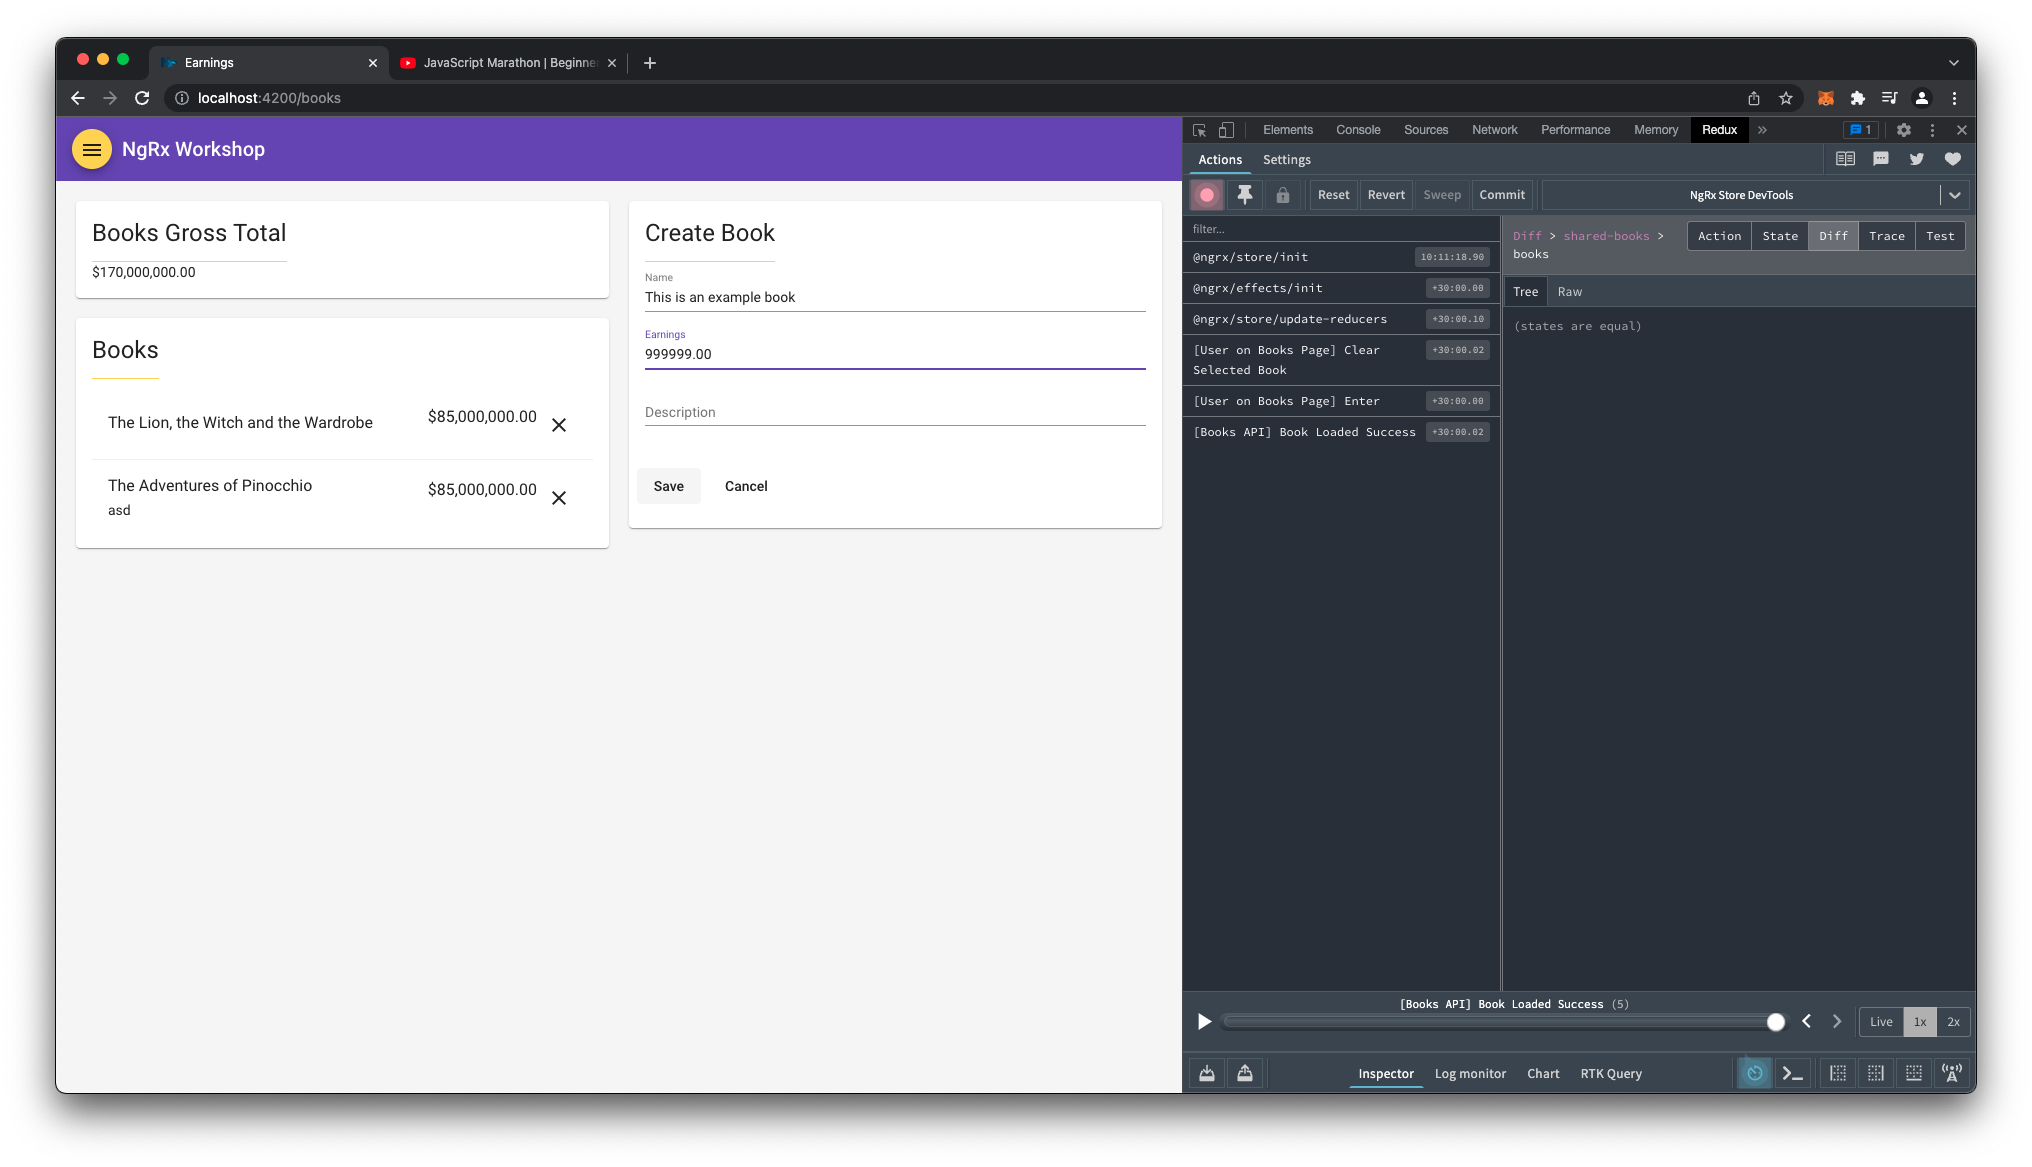 Earnings
JavaScript Marathon | Beginne
localhost:4200/books
NgRx Workshop
Books Gross Total
$170,000,000.00
Books
The Lion, the Witch and the Wardrobe
$85,000,000.00
The Adventures of Pinocchio
asd
$85,000,000.00
Create Book
Name
This is an example book
Earnings
999999.00
Description
Save
Cancel
Elements
Console
Sources
Network
Performance
Memory
Redux
1
Actions
Settings
Reset
Revert
Sweep
Commit
NgRx Store DevTools
filter...
@ngrx/store/init
10:11:18.90
@ngrx/effects/init
+30:00.00
@ngrx/store/update-reducers
+30:00.10
[User on Books Page] Clear
Selected Book
+30:00.02
[User on Books Page] Enter
+30:00.00
[Books API] Book Loaded Success
+30:00.02
Diff > shared-books >
books
Action
State
Diff
Trace
Test
Tree
Raw
(states are equal)
[Books API] Book Loaded Success (5)
Live
1x
2x
Inspector
Log monitor
Chart
RTK Query